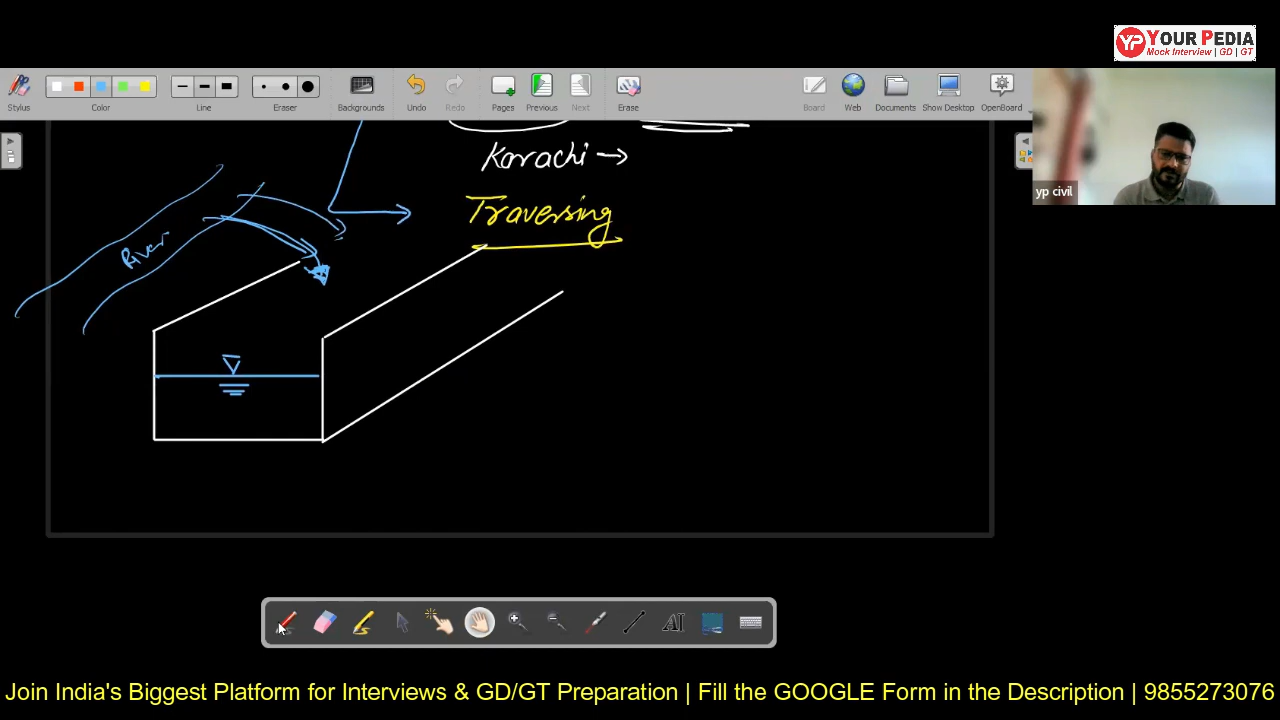 YP YOUR PEDIA
Mock Interview | GD | GT
Stylus
Color
Line
Eraser
Backgrounds
Undo
Redo
Pages
Previous
Next
Erase
Board
Web
Documents
Show Desktop
OpenBoard
yp civil
Karachi →
Traversing
River
AI
Join India's Biggest Platform for Interviews & GD/GT Preparation | Fill the GOOGLE Form in the Description | 9855273076